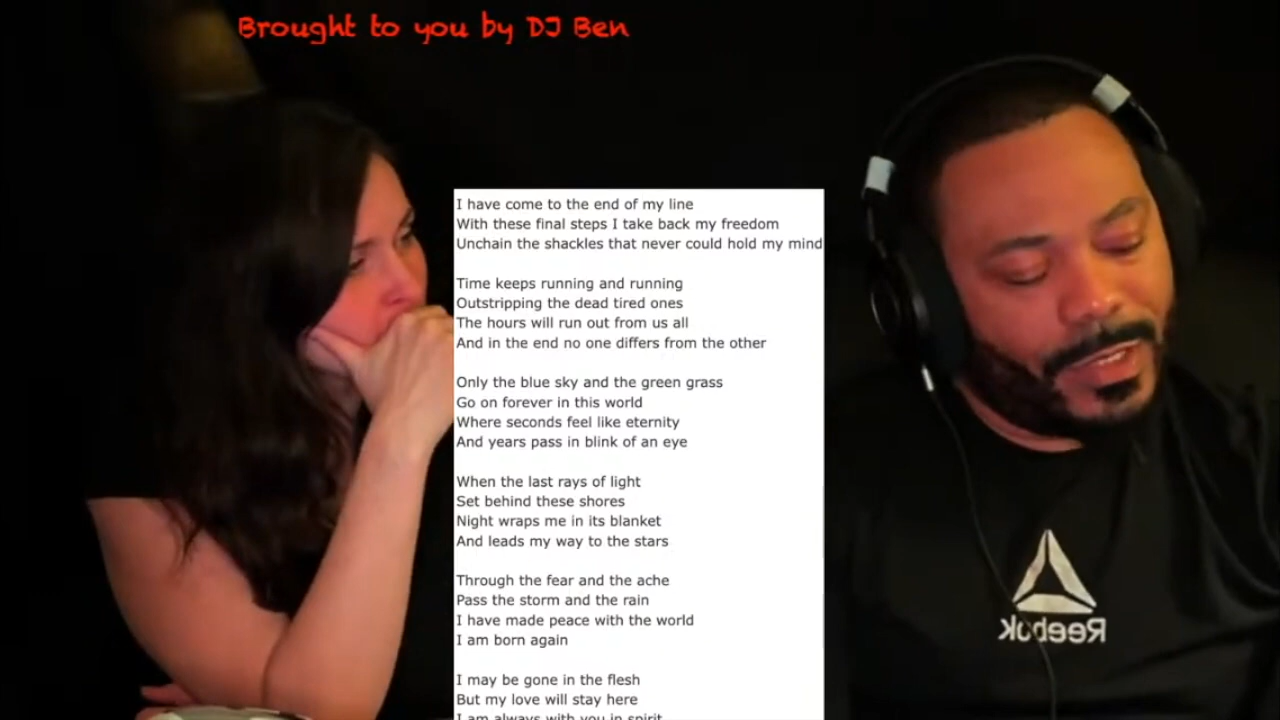 Brought to you by DJ Ben
I have come to the end of my line
With these final steps I take back my freedom
Unchain the shackles that never could hold my mind
Time keeps running and running
Outstripping the dead tired ones
The hours will run out from us all
And in the end no one differs from the other
Only the blue sky and the green grass
Go on forever in this world
Where seconds feel like eternity
And years pass in blink of an eye
When the last rays of light
Set behind these shores
Night wraps me in its blanket
And leads my way to the stars
Through the fear and the ache
Pass the storm and the rain
I have made peace with the world
I am born again
I may be gone in the flesh
But my love will stay here
I am always with you in spirit
Reebok